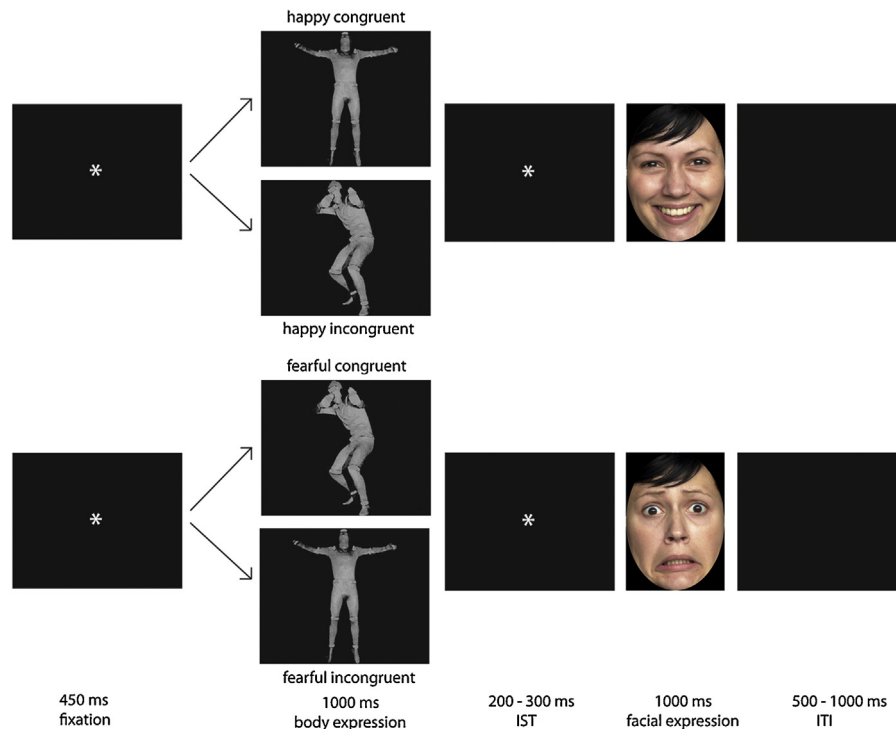 happy congruent
*
*
happy incongruent
fearful congruent
*
*
fearful incongruent
450 ms
fixation
1000 ms
body expression
200 - 300 ms
IST
1000 ms
facial expression
500 - 1000 ms
ITI